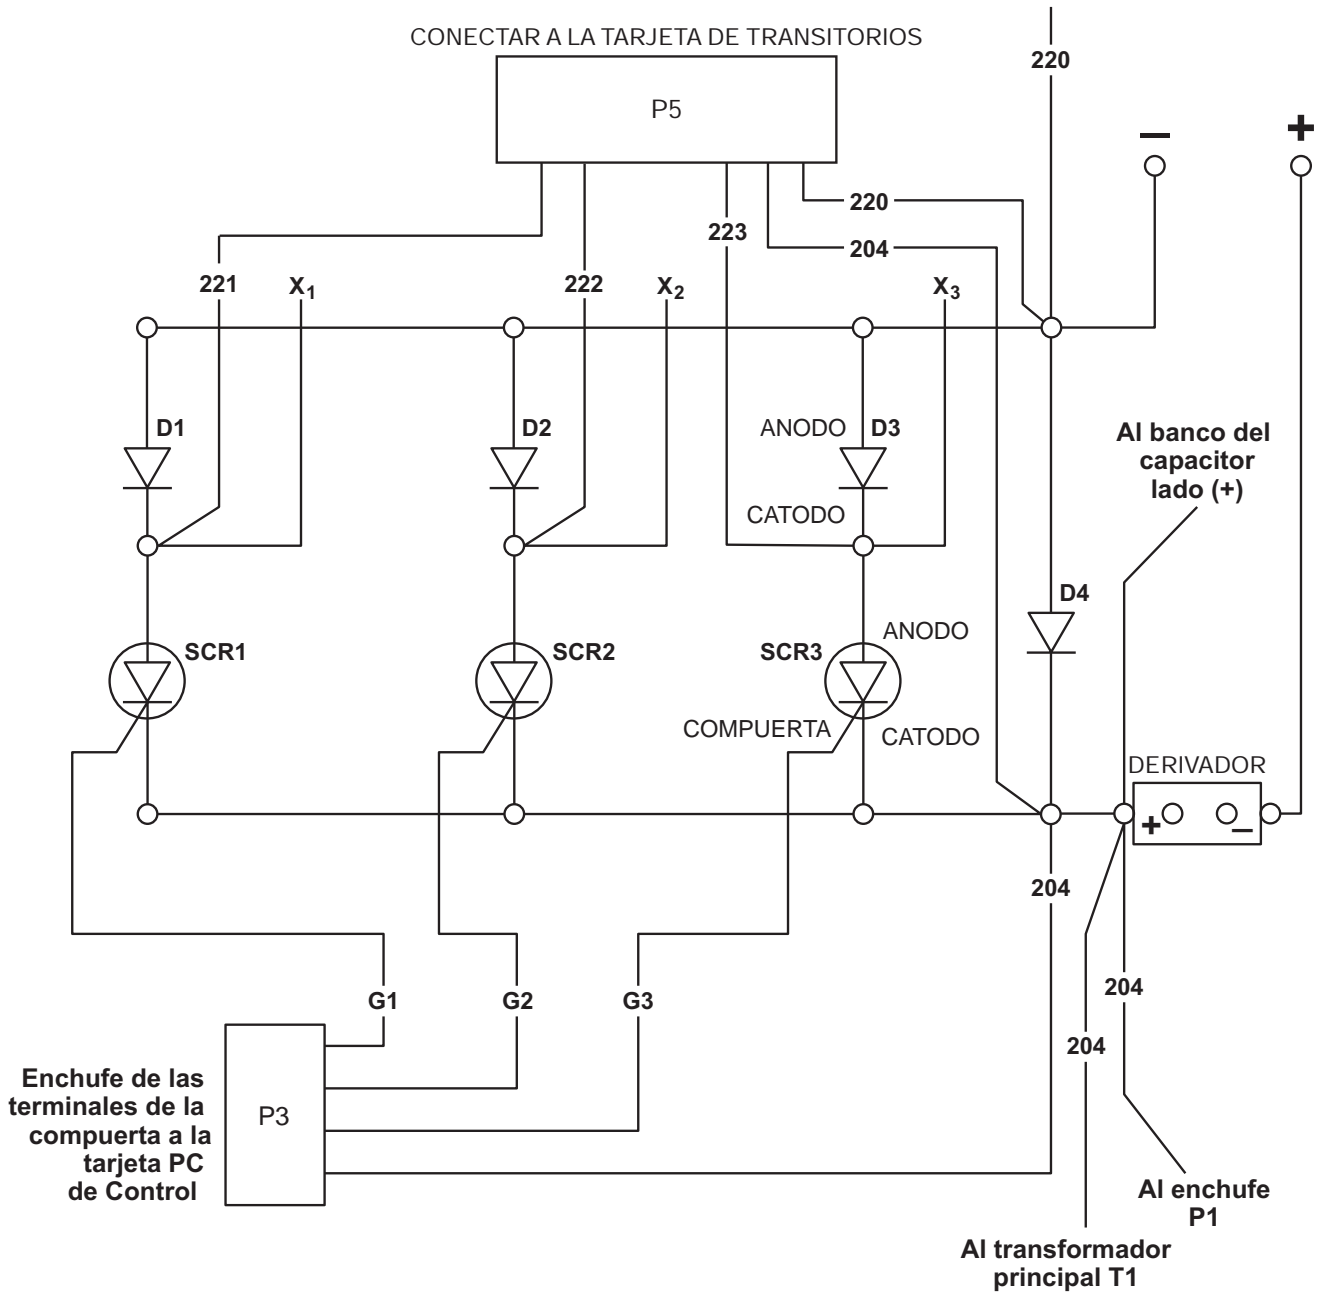 CONECTAR A LA TARJETA DE TRANSITORIOS
P5
220
− +
220
223
204
221 X1 222 X2 X3
D1 D2 ANODO D3
CATODO
Al banco del
capacitor
lado (+)
D4
SCR1 SCR2 SCR3 ANODO
COMPUERTA CATODO
DERIVADOR
+ −
204
G1 G2 G3
204
204
Enchufe de las
terminales de la
compuerta a la
tarjeta PC
de Control
P3
Al enchufe
P1
Al transformador
principal T1